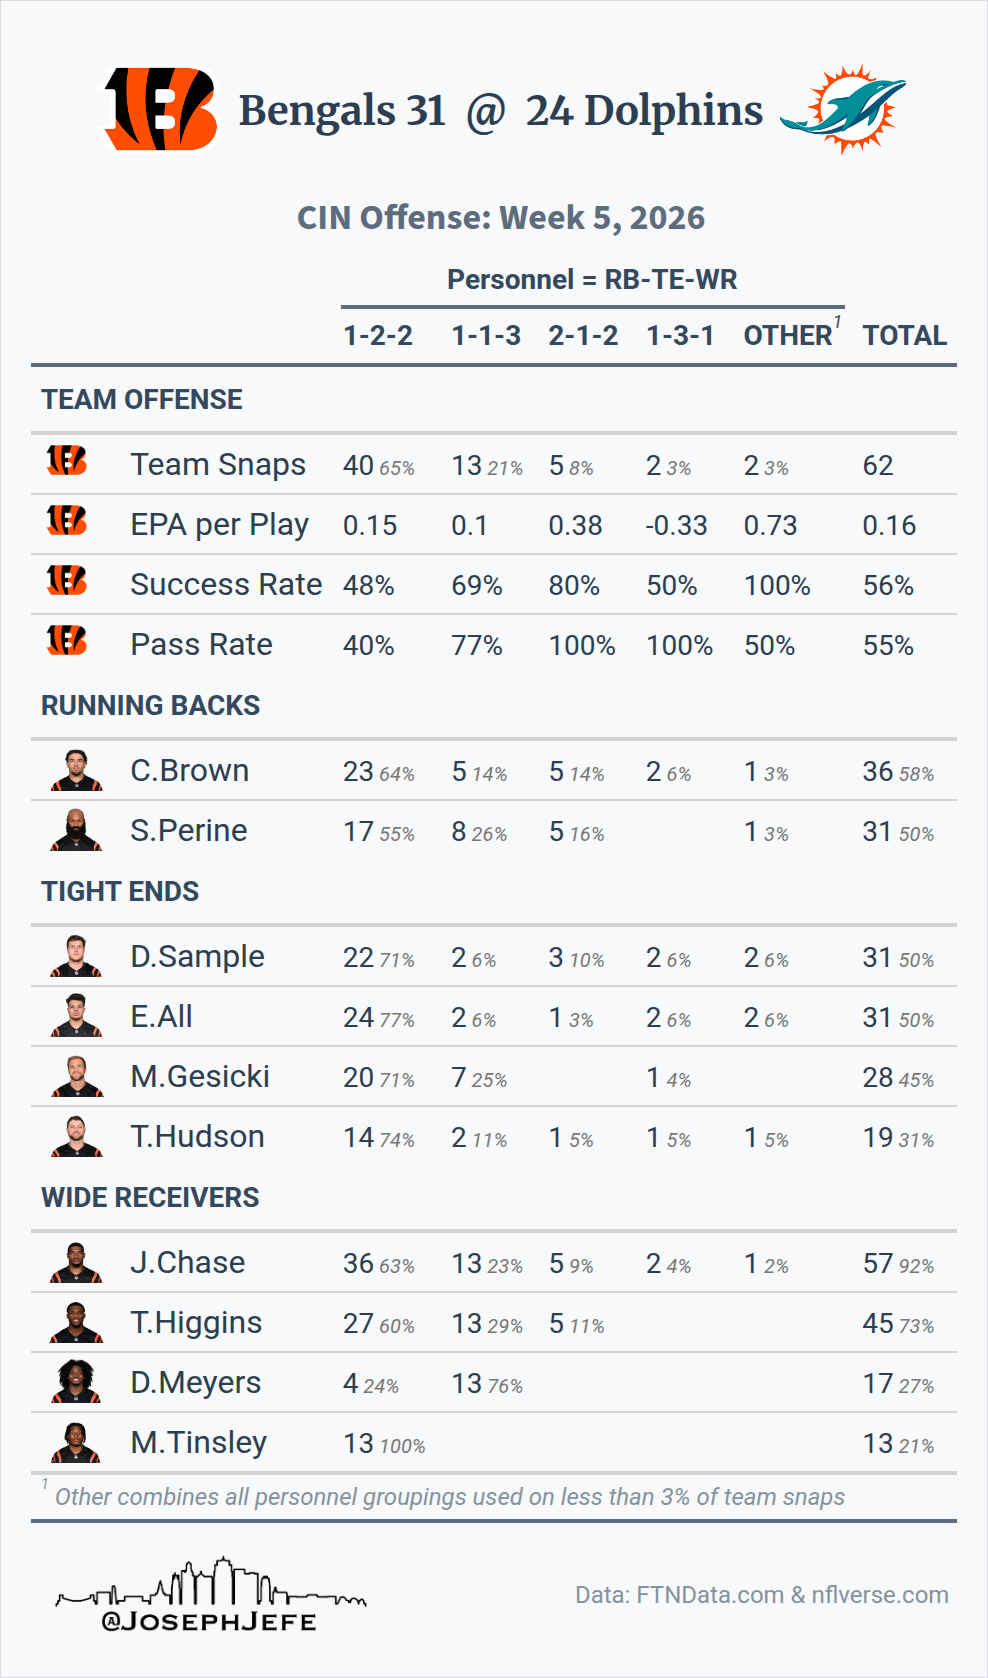 Bengals 31 @ 24 Dolphins
CIN Offense: Week 5, 2026
Personnel = RB-TE-WR
1-2-2 1-1-3 2-1-2 1-3-1 OTHER1 TOTAL
TEAM OFFENSE
Team Snaps 40 65% 13 21% 5 8% 2 3% 2 3% 62
EPA per Play 0.15 0.1 0.38 -0.33 0.73 0.16
Success Rate 48% 69% 80% 50% 100% 56%
Pass Rate 40% 77% 100% 100% 50% 55%
RUNNING BACKS
C.Brown 23 64% 5 14% 5 14% 2 6% 1 3% 36 58%
S.Perine 17 55% 8 26% 5 16% 1 3% 31 50%
TIGHT ENDS
D.Sample 22 71% 2 6% 3 10% 2 6% 2 6% 31 50%
E.All 24 77% 2 6% 1 3% 2 6% 2 6% 31 50%
M.Gesicki 20 71% 7 25% 1 4% 28 45%
T.Hudson 14 74% 2 11% 1 5% 1 5% 1 5% 19 31%
WIDE RECEIVERS
J.Chase 36 63% 13 23% 5 9% 2 4% 1 2% 57 92%
T.Higgins 27 60% 13 29% 5 11% 45 73%
D.Meyers 4 24% 13 76% 17 27%
M.Tinsley 13 100% 13 21%
1 Other combines all personnel groupings used on less than 3% of team snaps
@JOSEPHJEFE
Data: FTNData.com & nflverse.com